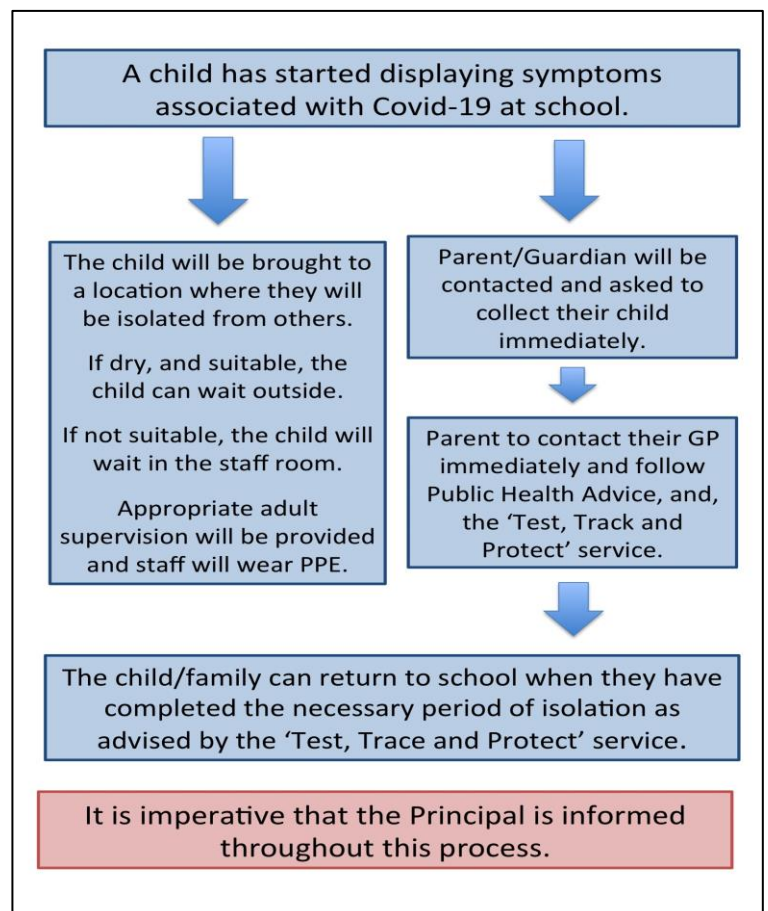 A child has started displaying symptoms
associated with Covid-19 at school.
The child will be brought to
a location where they will
be isolated from others.
If dry, and suitable, the
child can wait outside.
If not suitable, the child will
wait in the staff room.
Appropriate adult
supervision will be provided
and staff will wear PPE.
Parent/Guardian will be
contacted and asked to
collect their child
immediately.
Parent to contact their GP
immediately and follow
Public Health Advice, and,
the ‘Test, Track and
Protect’ service.
The child/family can return to school when they have
completed the necessary period of isolation as
advised by the ‘Test, Trace and Protect’ service.
It is imperative that the Principal is informed
throughout this process.